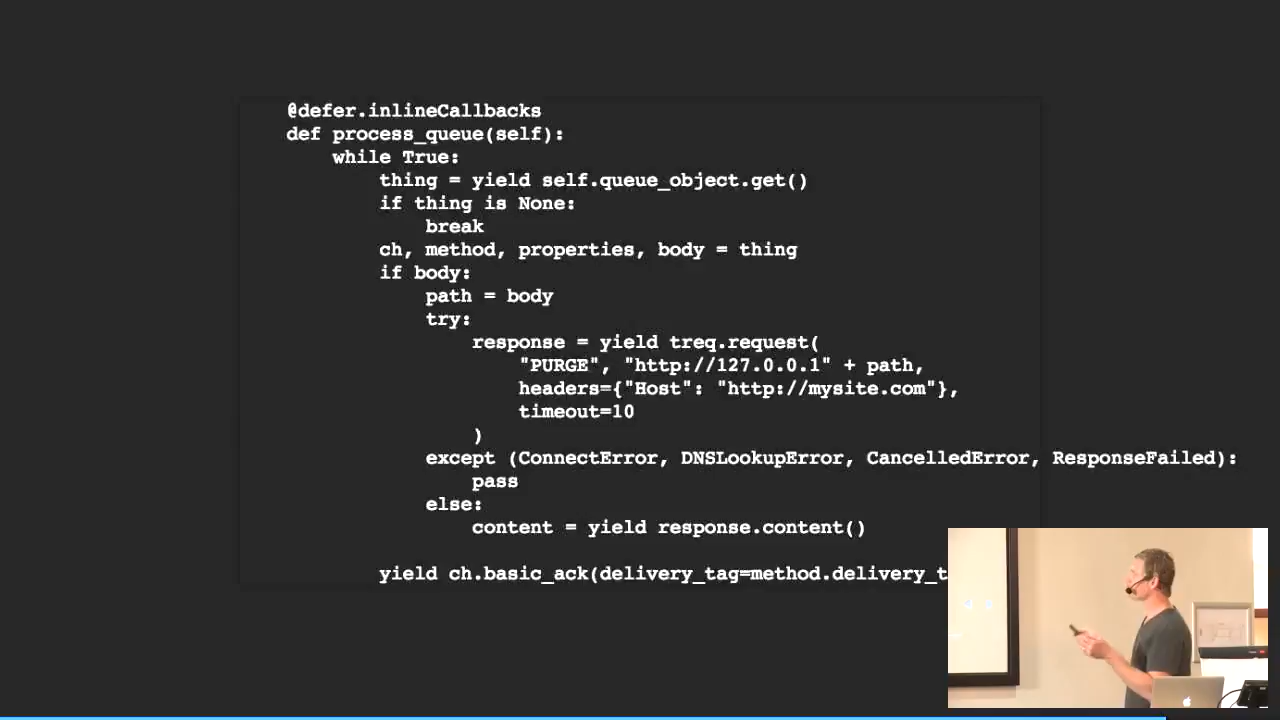 @defer.inlineCallbacks
def process_queue(self):
while True:
thing = yield self.queue_object.get()
if thing is None:
break
ch, method, properties, body = thing
if body:
path = body
try:
response = yield treq.request(
"PURGE", "http://127.0.0.1" + path,
headers={"Host": "http://mysite.com"},
timeout=10
)
except (ConnectError, DNSLookupError, CancelledError, ResponseFailed):
pass
else:
content = yield response.content()
yield ch.basic_ack(delivery_tag=method.delivery_t